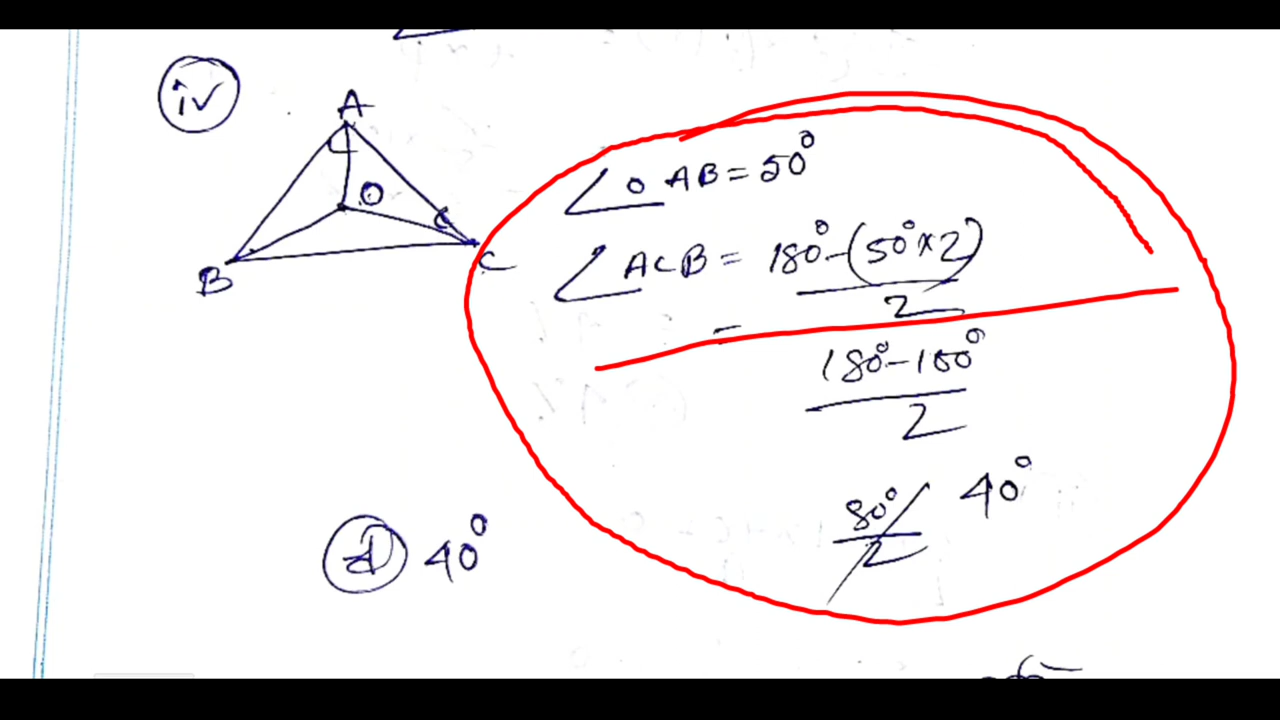 iv
A
O
B
C
∠OAB = 50°
∠ACB = 180° - (50° × 2)
2
=
180° - 100°
2
80°
2
40°
d 40°